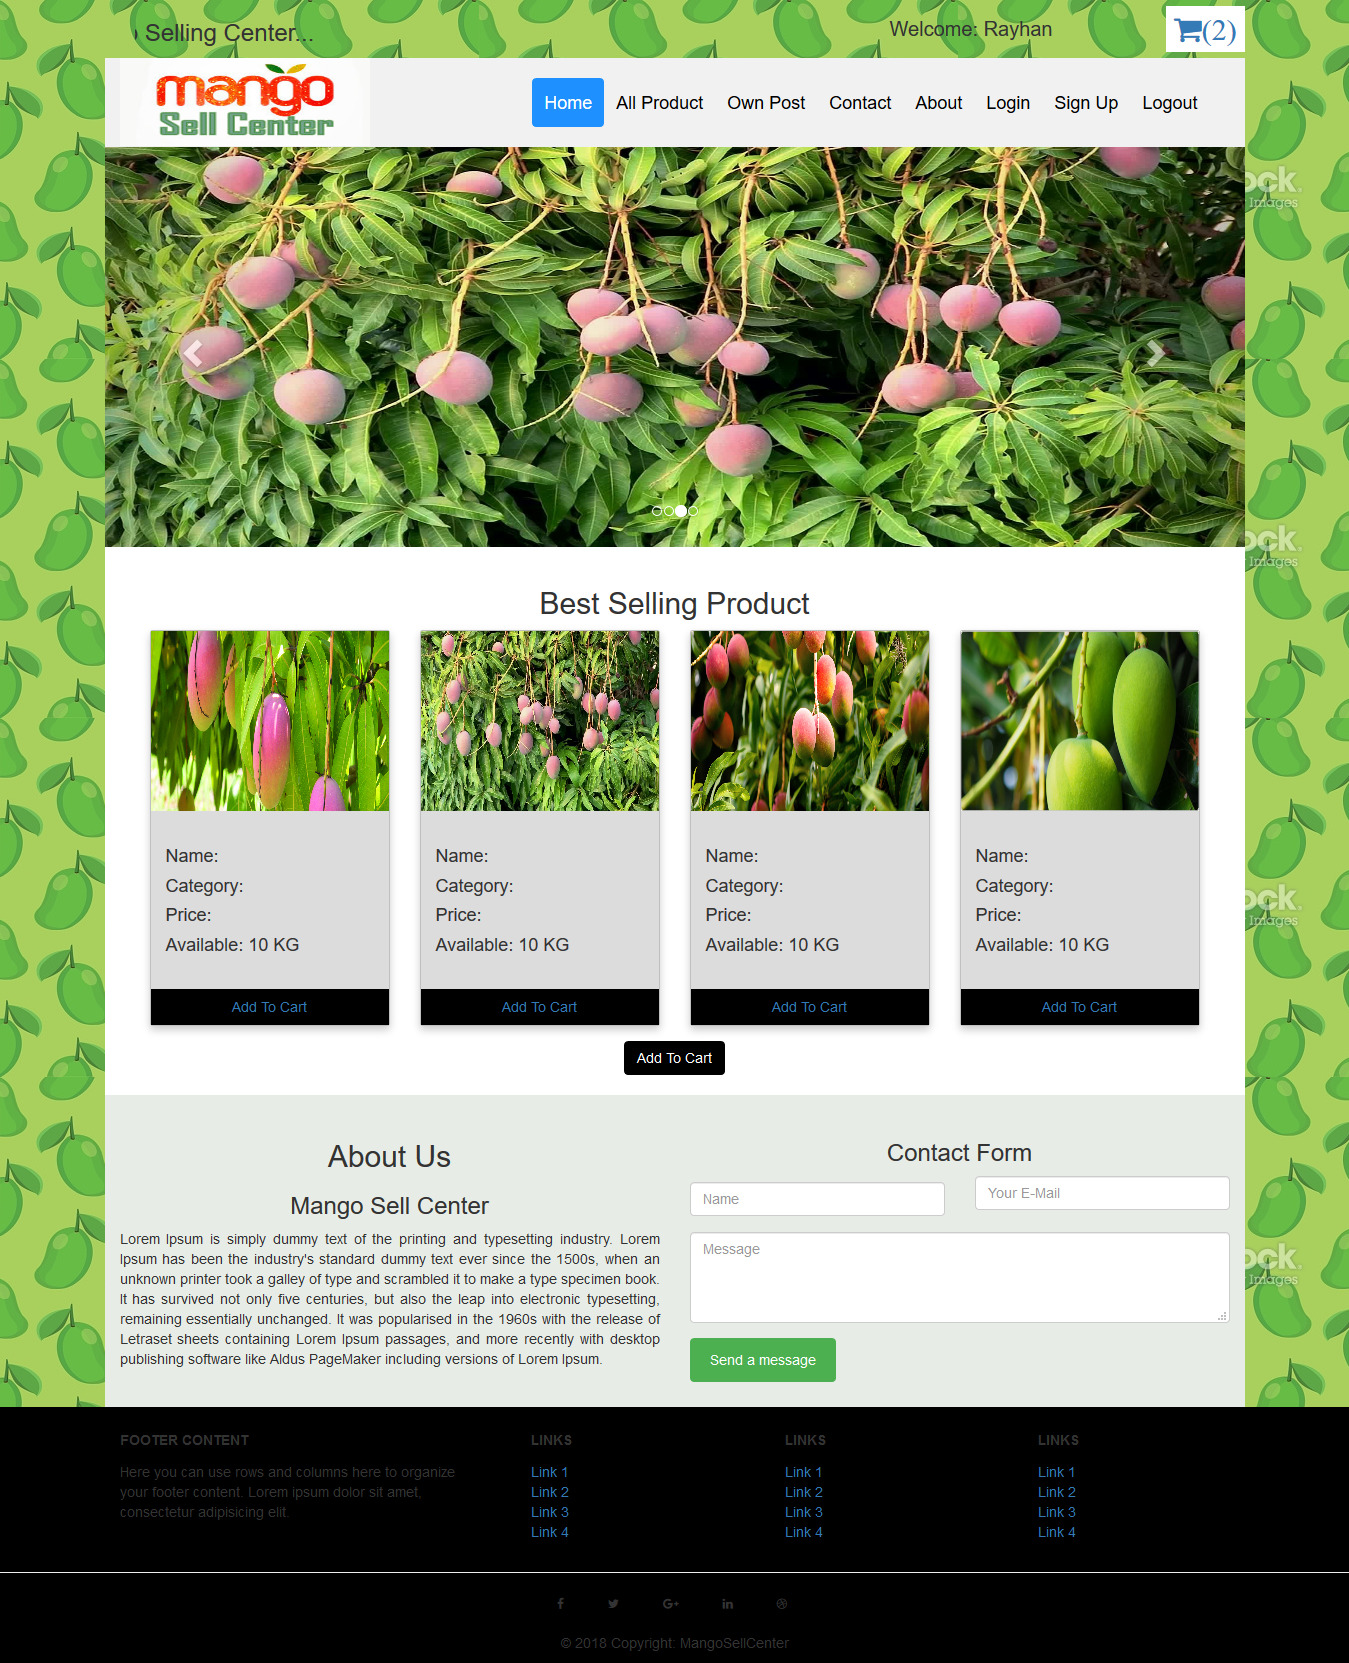 Selling Center...
Welcome: Rayhan
(2)
mango
Sell Center
Home
All Product
Own Post
Contact
About
Login
Sign Up
Logout
ock.
Images
ock.
Images
Best Selling Product
Name:
Category:
Price:
Available: 10 KG
Add To Cart
Name:
Category:
Price:
Available: 10 KG
Add To Cart
Name:
Category:
Price:
Available: 10 KG
Add To Cart
Name:
Category:
Price:
Available: 10 KG
Add To Cart
ock.
Images
Add To Cart
About Us
Mango Sell Center
Lorem Ipsum is simply dummy text of the printing and typesetting industry. Lorem
Ipsum has been the industry's standard dummy text ever since the 1500s, when an
unknown printer took a galley of type and scrambled it to make a type specimen book.
It has survived not only five centuries, but also the leap into electronic typesetting,
remaining essentially unchanged. It was popularised in the 1960s with the release of
Letraset sheets containing Lorem Ipsum passages, and more recently with desktop
publishing software like Aldus PageMaker including versions of Lorem Ipsum.
Contact Form
Name
Your E-Mail
Message
Send a message
ock.
Images
FOOTER CONTENT
Here you can use rows and columns here to organize
your footer content. Lorem ipsum dolor sit amet,
consectetur adipisicing elit.
LINKS
Link 1
Link 2
Link 3
Link 4
LINKS
Link 1
Link 2
Link 3
Link 4
LINKS
Link 1
Link 2
Link 3
Link 4
© 2018 Copyright: MangoSellCenter